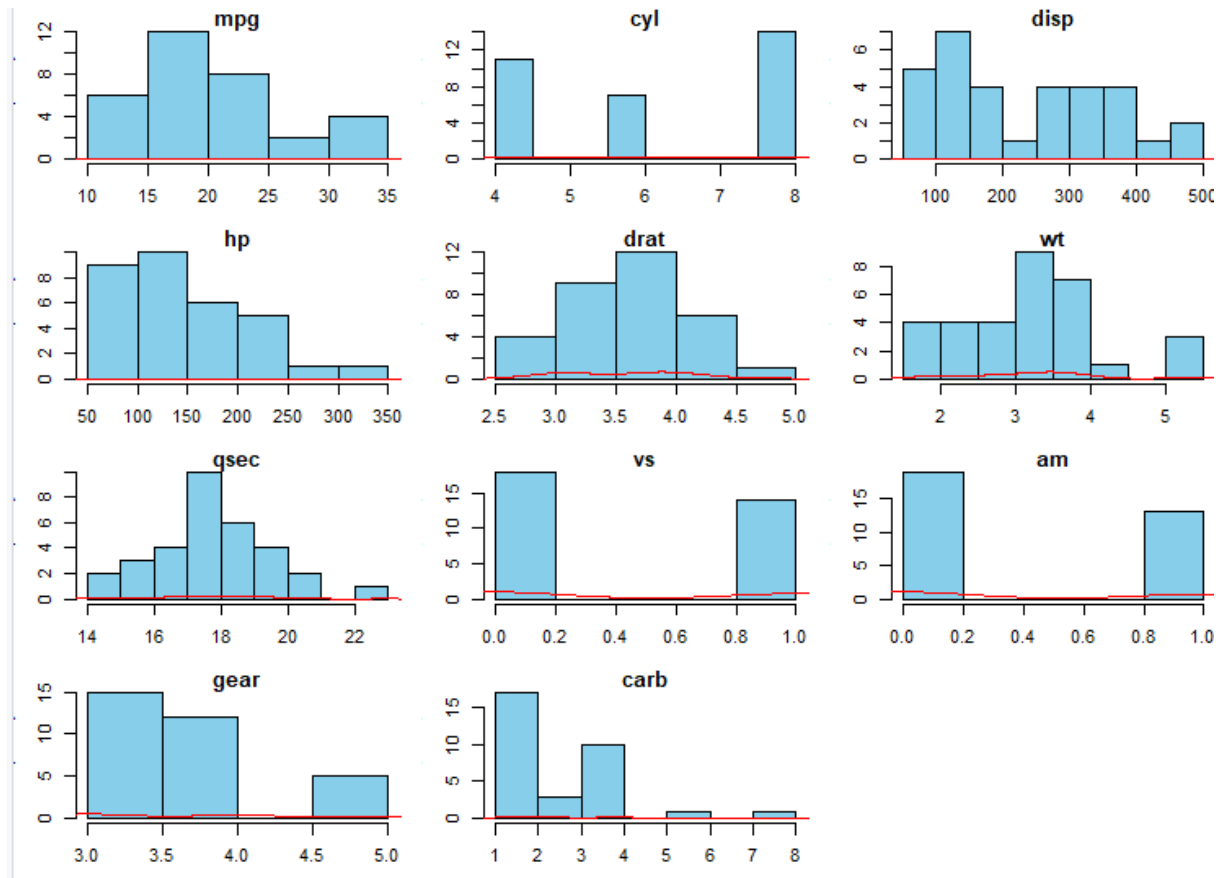 mpg
0 4 8 12
10 15 20 25 30 35
cyl
0 4 8 12
4 5 6 7 8
disp
0 2 4 6
100 200 300 400 500
hp
0 2 4 6 8
50 100 150 200 250 300 350
drat
0 4 8 12
2.5 3.0 3.5 4.0 4.5 5.0
wt
0 2 4 6 8
2 3 4 5
qsec
0 2 4 6 8
14 16 18 20 22
vs
0 5 10 15
0.0 0.2 0.4 0.6 0.8 1.0
am
0 5 10 15
0.0 0.2 0.4 0.6 0.8 1.0
gear
0 5 10 15
3.0 3.5 4.0 4.5 5.0
carb
0 5 10 15
1 2 3 4 5 6 7 8